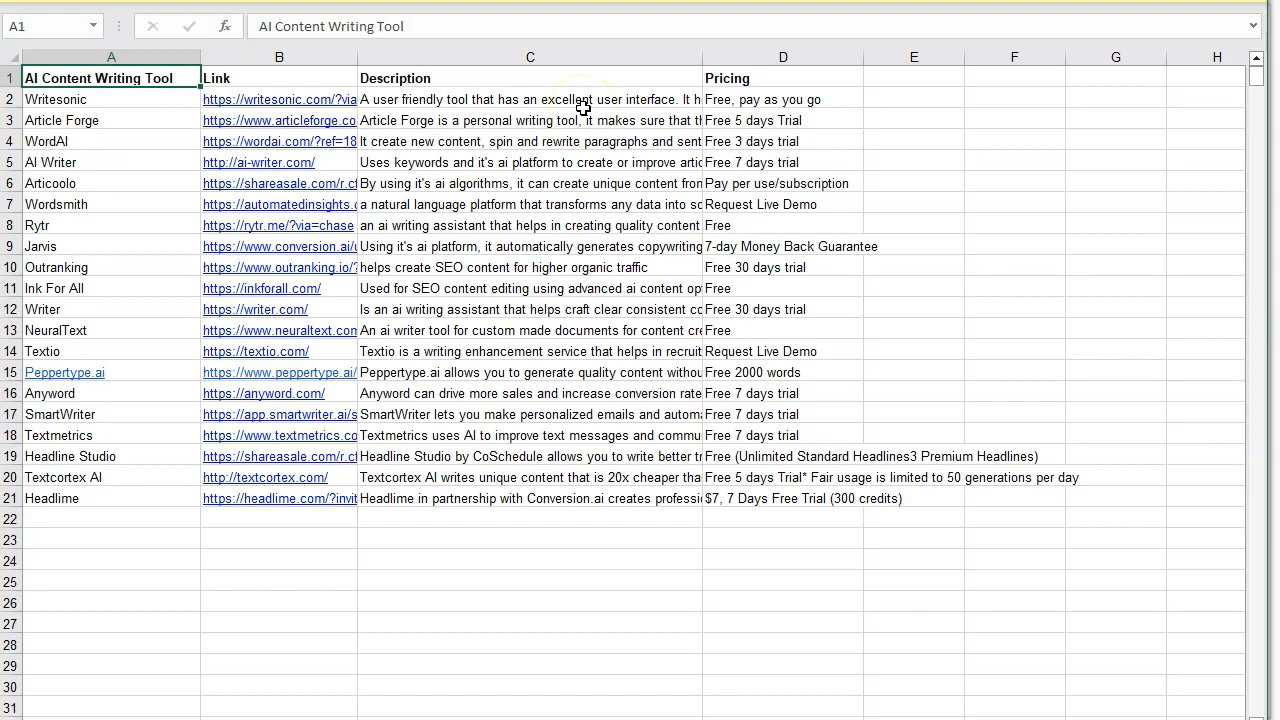 A1 AI Content Writing Tool
A B C D E F G H
1 AI Content Writing Tool Link Description Pricing
2 Writesonic https://writesonic.com/?via A user friendly tool that has an excellent user interface. It h Free, pay as you go
3 Article Forge https://www.articleforge.co Article Forge is a personal writing tool, it makes sure that th Free 5 days Trial
4 WordAI https://wordai.com/?ref=18 It create new content, spin and rewrite paragraphs and sent Free 3 days trial
5 AI Writer http://ai-writer.com/ Uses keywords and it's ai platform to create or improve artic Free 7 days trial
6 Articoolo https://shareasale.com/r.cf By using it's ai algorithms, it can create unique content from Pay per use/subscription
7 Wordsmith https://automatedinsights.c a natural language platform that transforms any data into sc Request Live Demo
8 Rytr https://rytr.me/?via=chase an ai writing assistant that helps in creating quality content Free
9 Jarvis https://www.conversion.ai/u Using it's ai platform, it automatically generates copywriting 7-day Money Back Guarantee
10 Outranking https://www.outranking.io/? helps create SEO content for higher organic traffic Free 30 days trial
11 Ink For All https://inkforall.com/ Used for SEO content editing using advanced ai content op Free
12 Writer https://writer.com/ Is an ai writing assistant that helps craft clear consistent cc Free 30 days trial
13 NeuralText https://www.neuraltext.com An ai writer tool for custom made documents for content cre Free
14 Textio https://textio.com/ Textio is a writing enhancement service that helps in recruit Request Live Demo
15 Peppertype.ai https://www.peppertype.ai/ Peppertype.ai allows you to generate quality content withou Free 2000 words
16 Anyword https://anyword.com/ Anyword can drive more sales and increase conversion rate Free 7 days trial
17 SmartWriter https://app.smartwriter.ai/s SmartWriter lets you make personalized emails and automa Free 7 days trial
18 Textmetrics https://www.textmetrics.co Textmetrics uses AI to improve text messages and commu Free 7 days trial
19 Headline Studio https://shareasale.com/r.cf Headline Studio by CoSchedule allows you to write better tr Free (Unlimited Standard Headlines3 Premium Headlines)
20 Textcortex AI http://textcortex.com/ Textcortex AI writes unique content that is 20x cheaper tha Free 5 days Trial* Fair usage is limited to 50 generations per day
21 Headlime https://headlime.com/?invit Headlime in partnership with Conversion.ai creates professi $7, 7 Days Free Trial (300 credits)
22
23
24
25
26
27
28
29
30
31